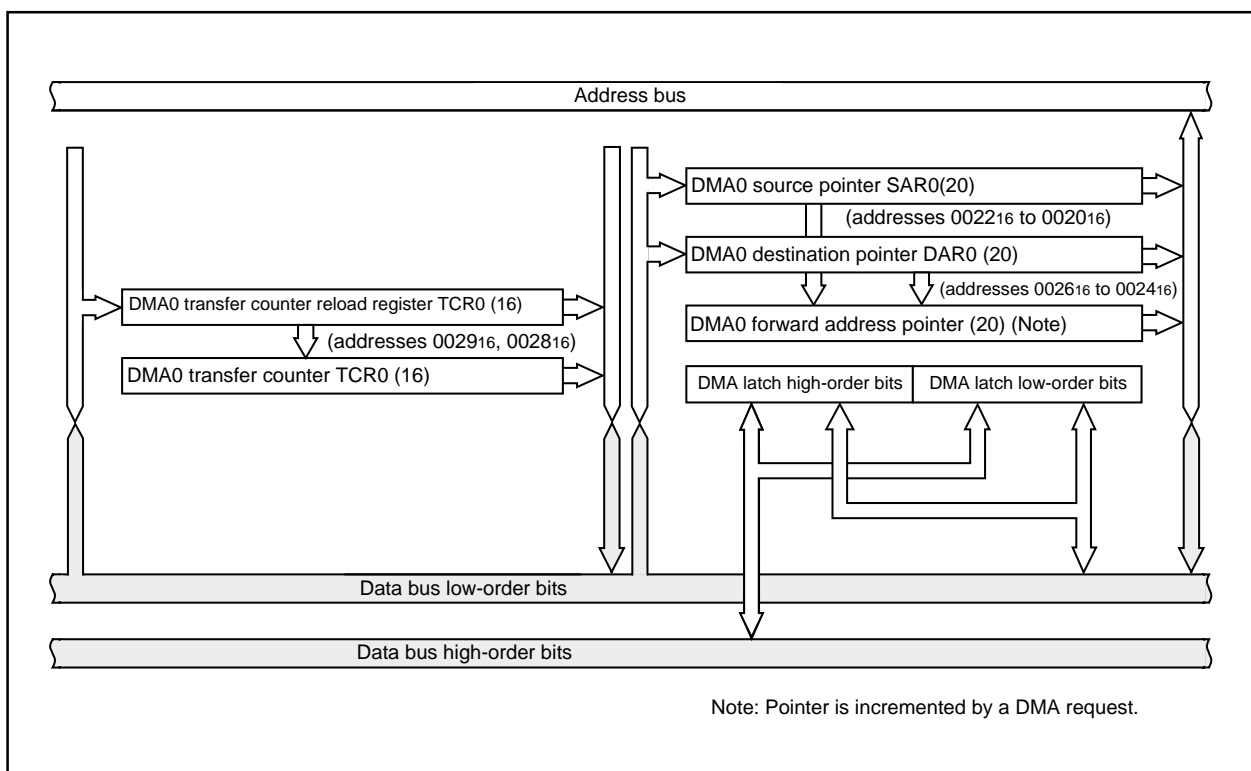 Address bus
DMA0 source pointer SAR0(20)
(addresses 002216 to 002016)
DMA0 destination pointer DAR0 (20)
(addresses 002616 to 002416)
DMA0 transfer counter reload register TCR0 (16)
DMA0 forward address pointer (20) (Note)
(addresses 002916, 002816)
DMA0 transfer counter TCR0 (16)
DMA latch high-order bits
DMA latch low-order bits
Data bus low-order bits
Data bus high-order bits
Note: Pointer is incremented by a DMA request.